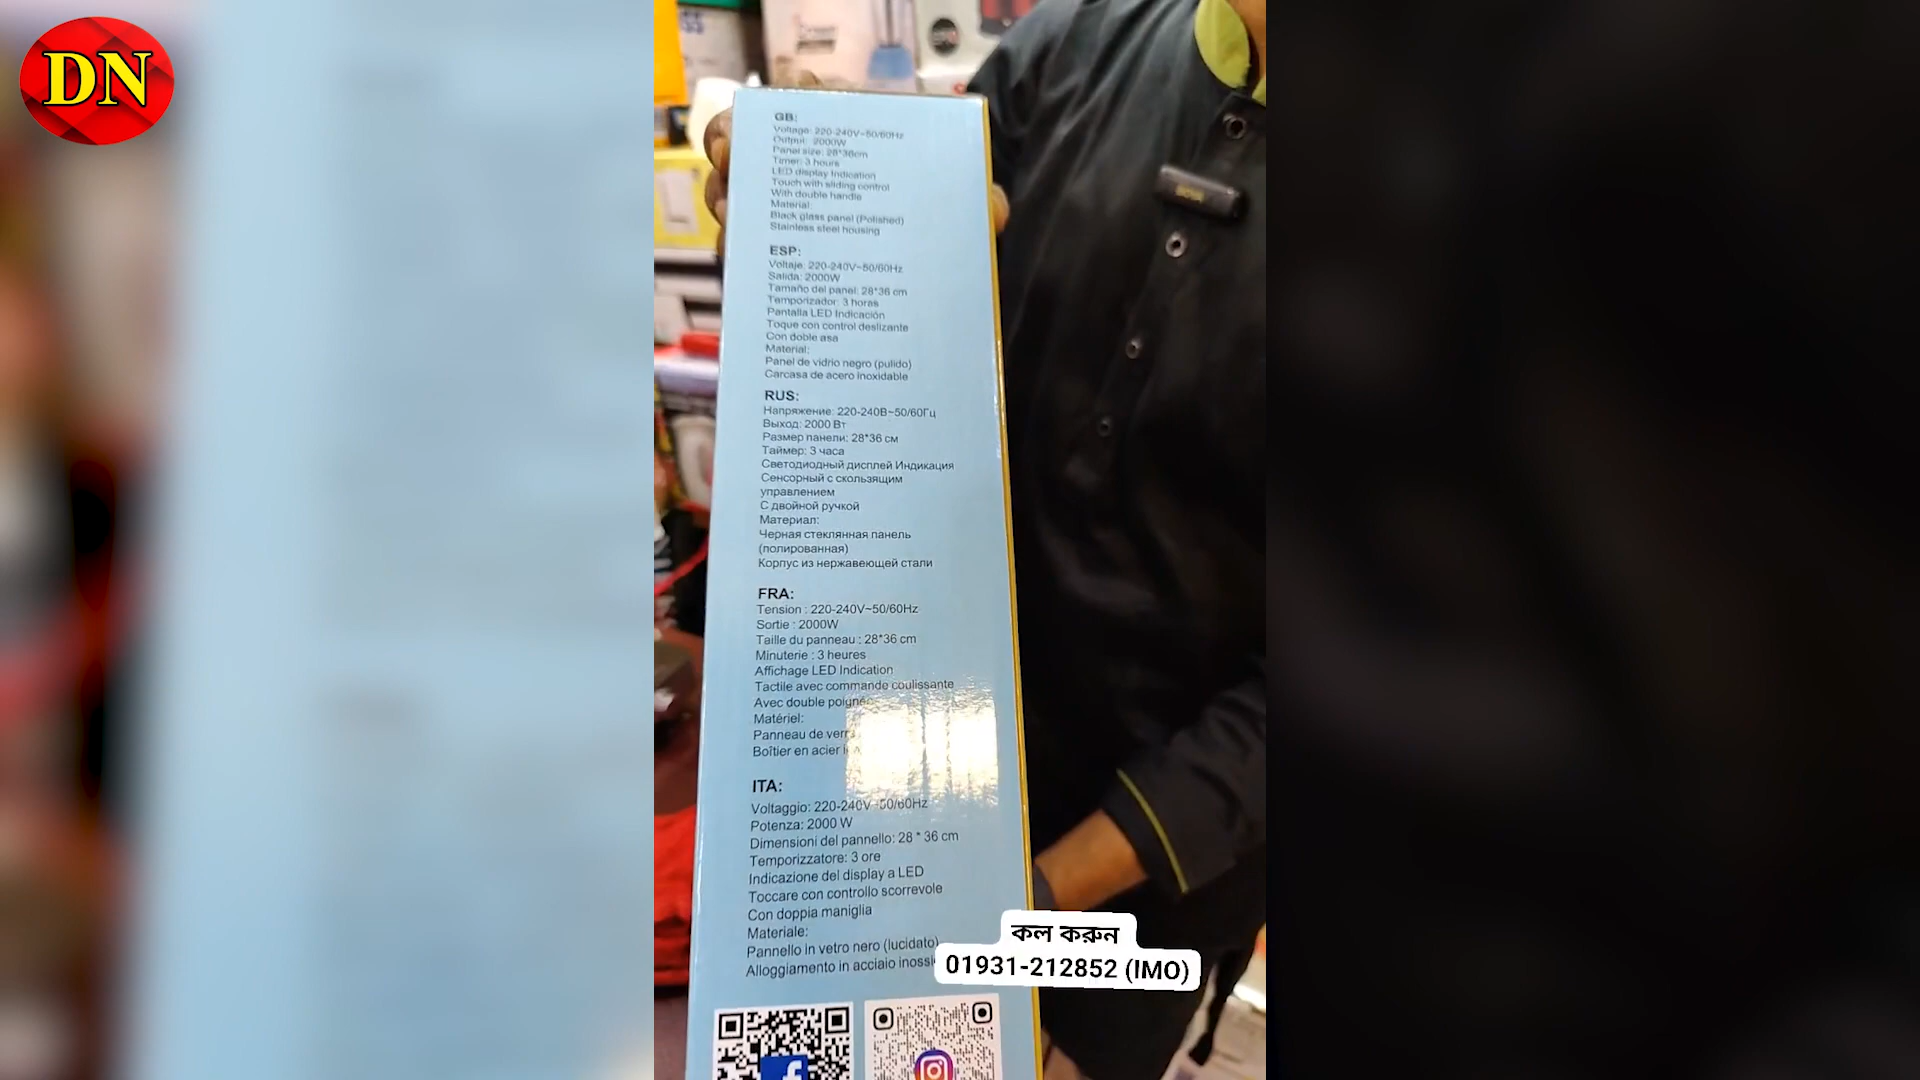 DN
GB:
Voltage: 220-240V~50/60Hz
Output: 2000W
Panel size: 28*36cm
Timer: 3 hours
LED display Indication
Touch with sliding control
With double handle
Material:
Black glass panel (Polished)
Stainless steel housing
ESP:
Voltaje: 220-240V~50/60Hz
Salida: 2000W
Tamaño del panel: 28*36 cm
Temporizador: 3 horas
Pantalla LED Indicación
Toque con control deslizante
Con doble asa
Material:
Panel de vidrio negro (pulido)
Carcasa de acero inoxidable
RUS:
Напряжение: 220-240В~50/60Гц
Выход: 2000 Вт
Размер панели: 28*36 см
Таймер: 3 часа
Светодиодный дисплей Индикация
Сенсорный с скользящим
управлением
С двойной ручкой
Материал:
Черная стеклянная панель
(полированная)
Корпус из нержавеющей стали
FRA:
Tension : 220-240V~50/60Hz
Sortie : 2000W
Taille du panneau : 28*36 cm
Minuterie : 3 heures
Affichage LED Indication
Tactile avec commande coulissante
Avec double
Matériel:
Panneau de
Boîtier en acier
ITA:
Voltaggio: 220-240V~50/60Hz
Potenza: 2000 W
Dimensioni del pannello: 28 * 36 cm
Temporizzatore: 3 ore
Indicazione del display a LED
Toccare con controllo scorrevole
Con doppia maniglia
Materiale:
Pannello in vetro nero (lucidato)
Alloggiamento in acciaio
কল করুন
01931-212852 (IMO)